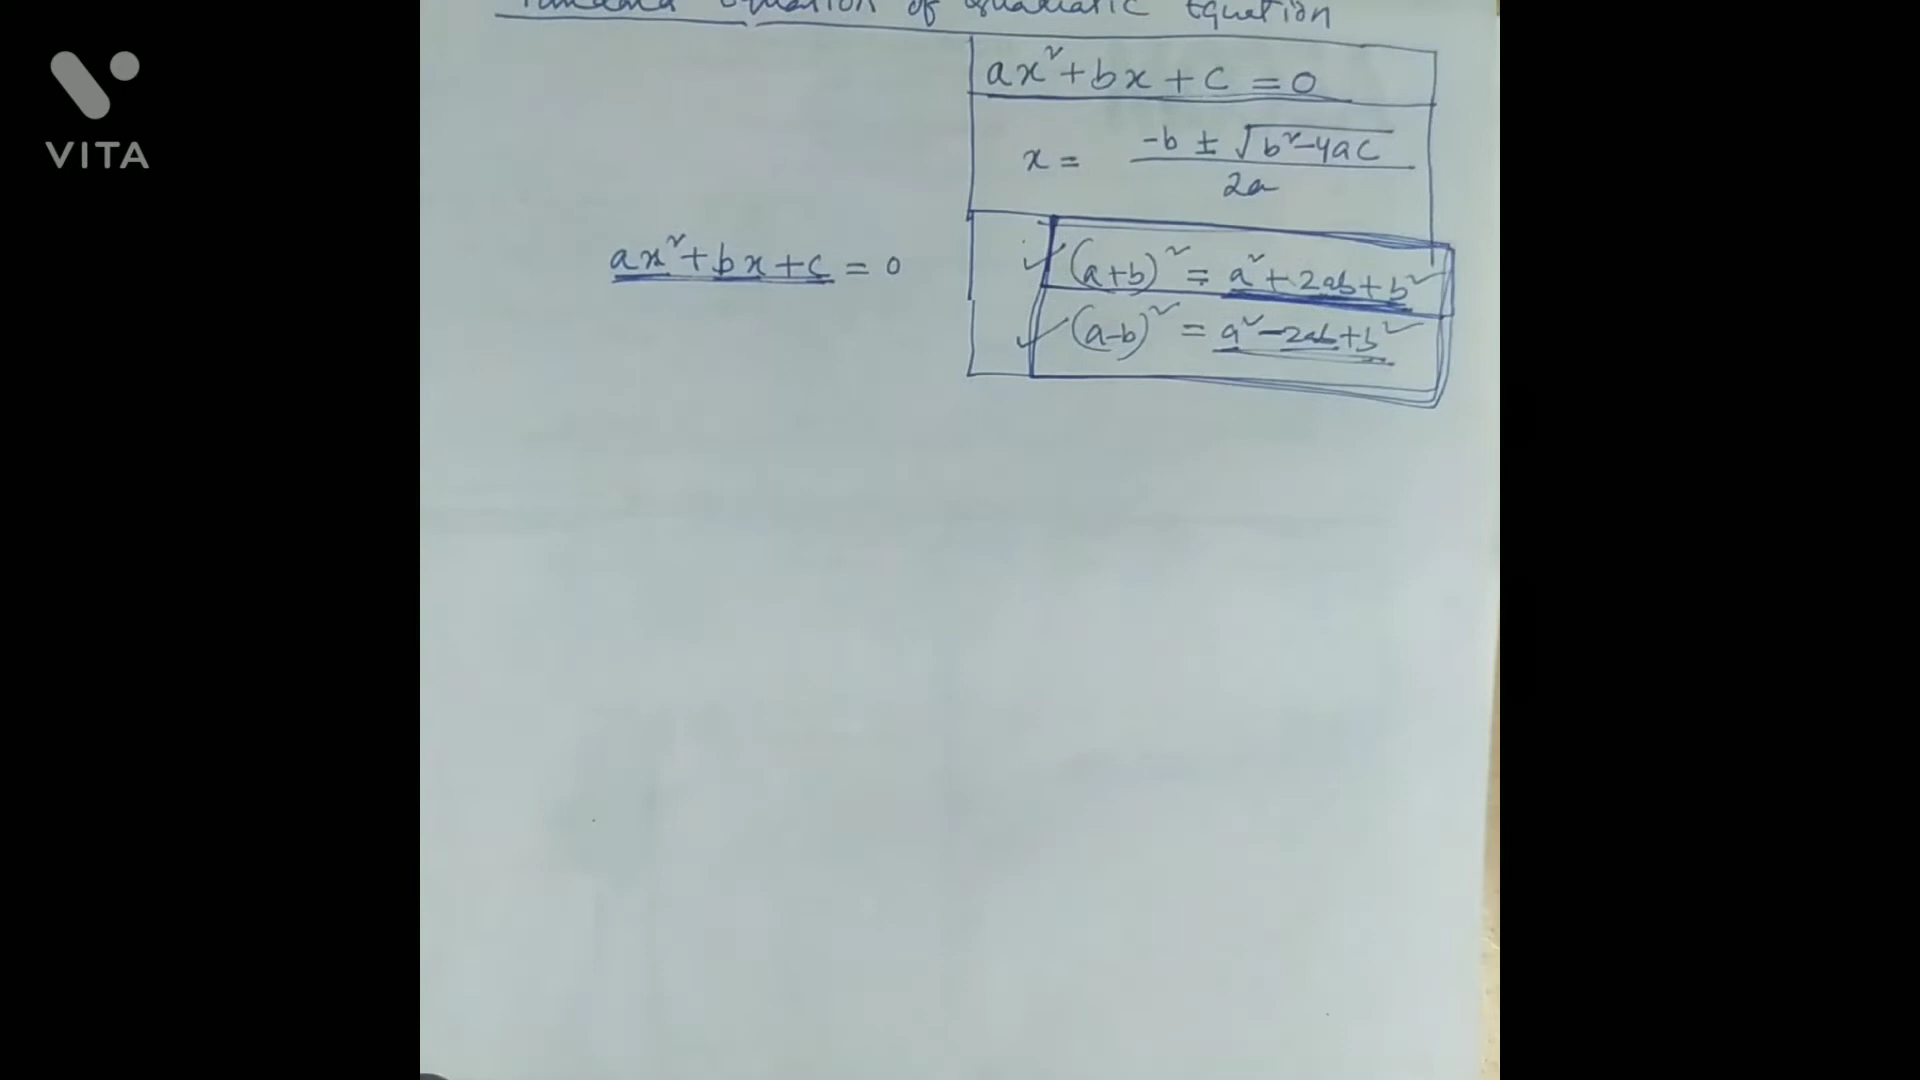 VITA
Equation of Quadratic Equetion
ax²+bx+c=0
x = -b ± √b²-4ac / 2a
ax²+bx+c = 0
✓(a+b)² = a²+2ab+b²
✓(a-b)² = a²-2ab+b²